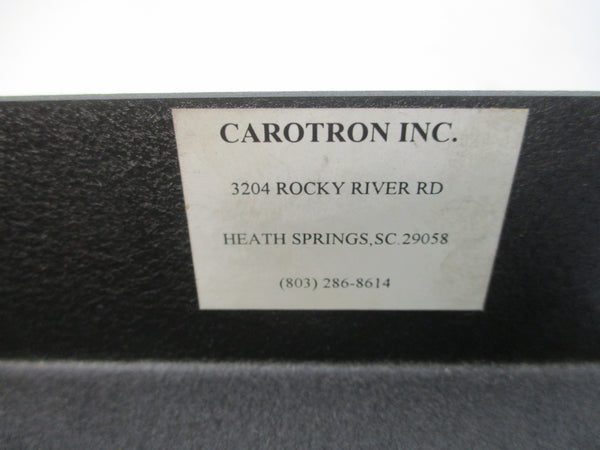 CAROTRON INC.
3204 ROCKY RIVER RD
HEATH SPRINGS,SC.29058
(803) 286-8614